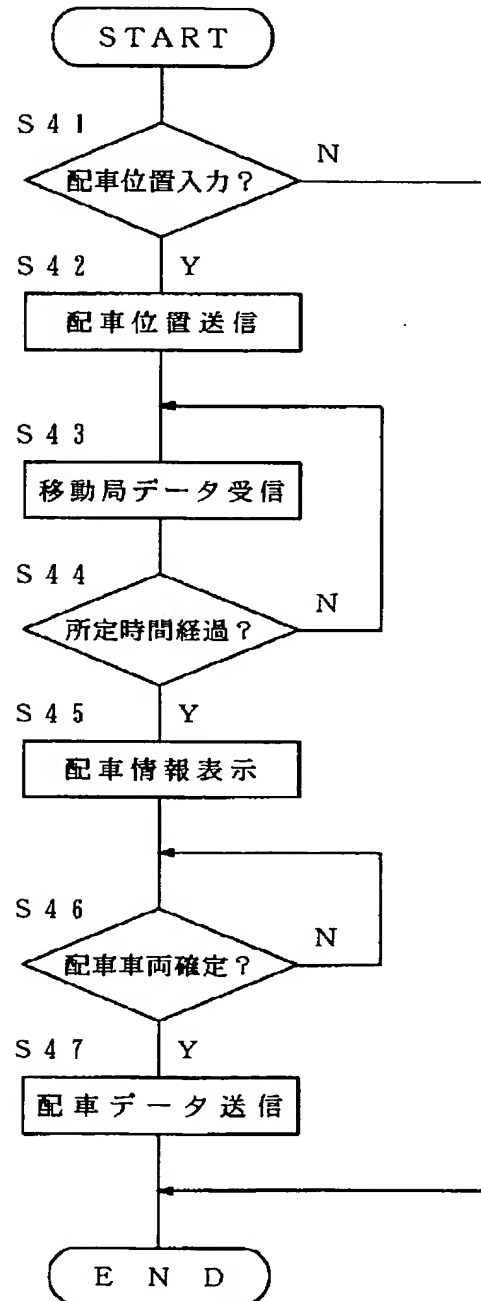 START
S41
N
配車位置入力?
S42
Y
配車位置送信
S43
移動局データ受信
S44
N
所定時間経過?
S45
Y
配車情報表示
S46
N
配車車両確定?
S47
Y
配車データ送信
END